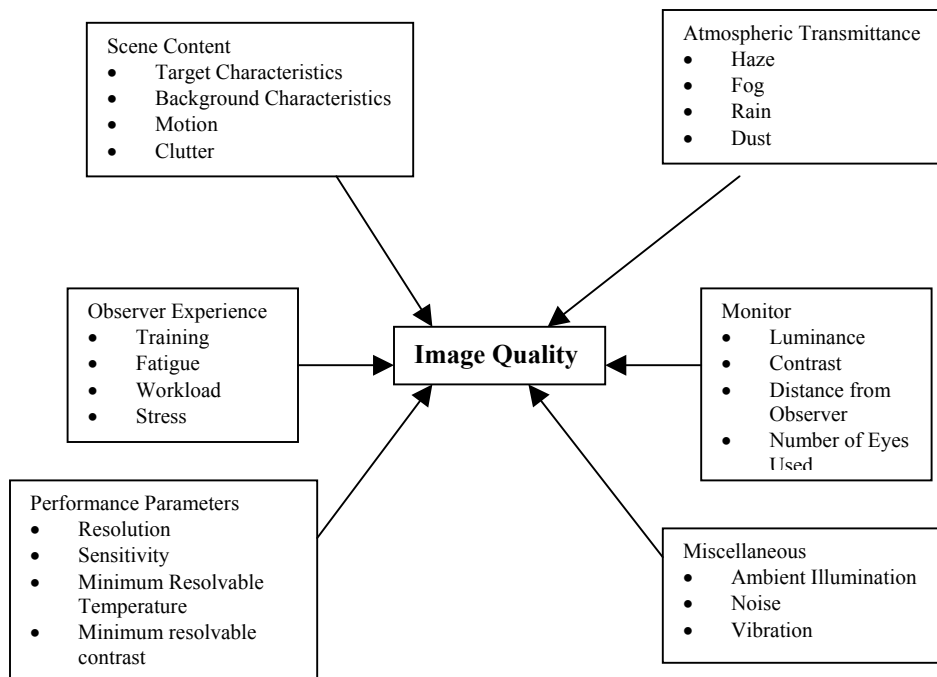 Scene Content
• Target Characteristics
• Background Characteristics
• Motion
• Clutter
Atmospheric Transmittance
• Haze
• Fog
• Rain
• Dust
Observer Experience
• Training
• Fatigue
• Workload
• Stress
Image Quality
Monitor
• Luminance
• Contrast
• Distance from
Observer
• Number of Eyes
Used
Performance Parameters
• Resolution
• Sensitivity
• Minimum Resolvable
Temperature
• Minimum resolvable
contrast
Miscellaneous
• Ambient Illumination
• Noise
• Vibration